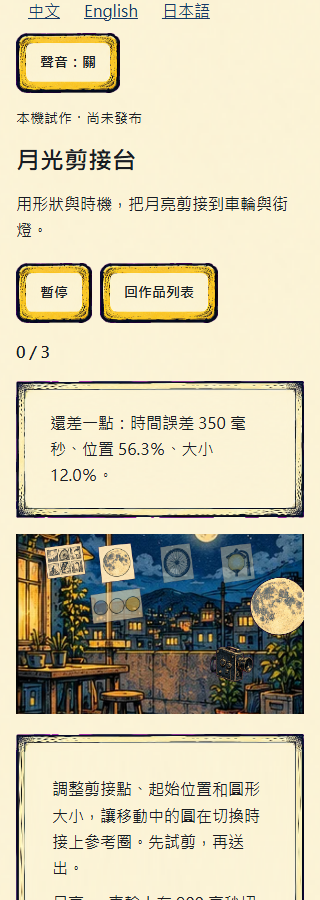 中文 English 日本語
聲音：關
本機試作・尚未發布
月光剪接台
用形狀與時機，把月亮剪接到車輪與街
燈。
暫停 回作品列表
0 / 3
還差一點：時間誤差 350 毫
秒、位置 56.3%、大小
12.0%。
調整剪接點、起始位置和圓形
大小，讓移動中的圓在切換時
接上參考圈。先試剪，再送
出。